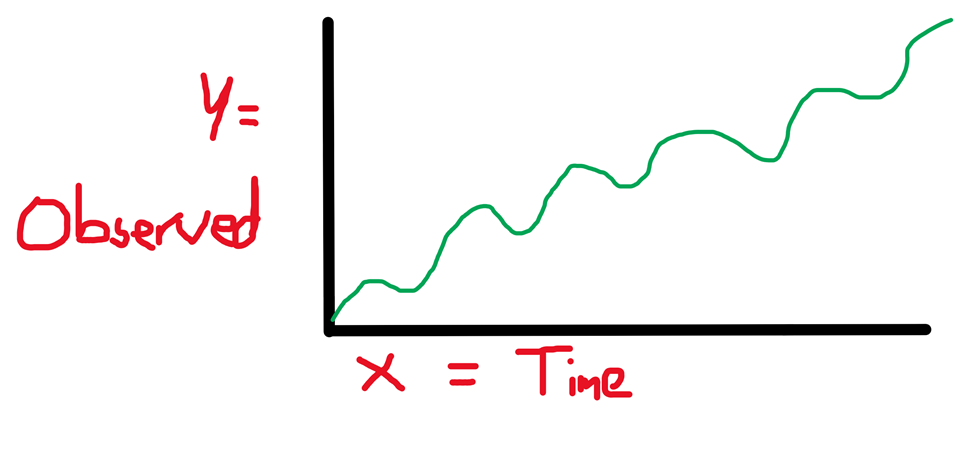 Y=
Observed
X = Time